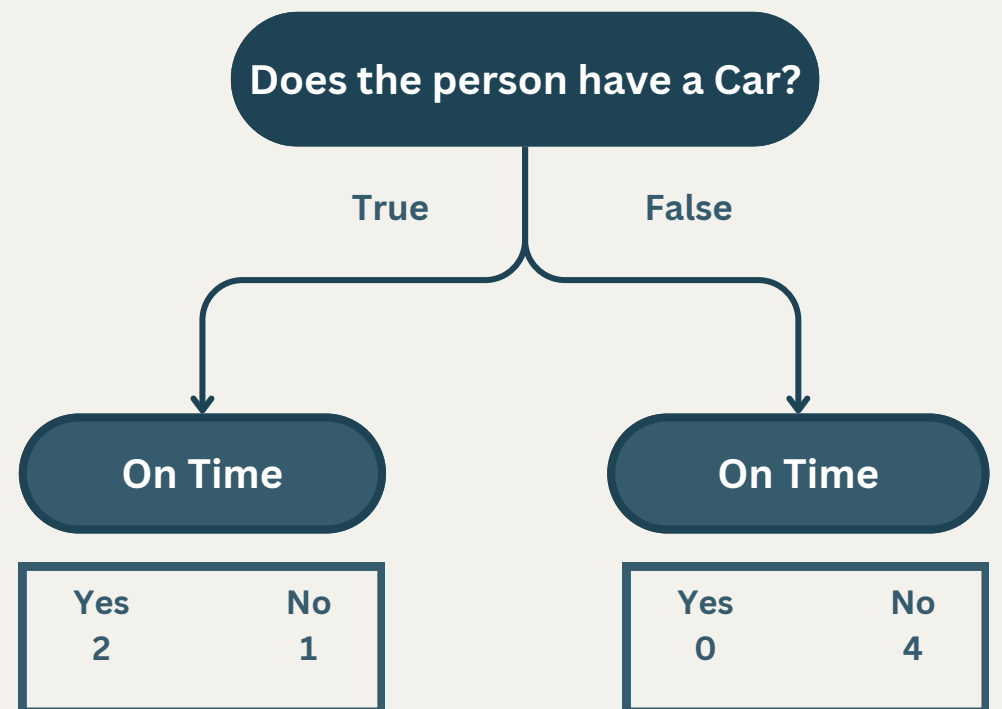 Does the person have a Car?
True False
On Time On Time
Yes No Yes No
2 1 0 4